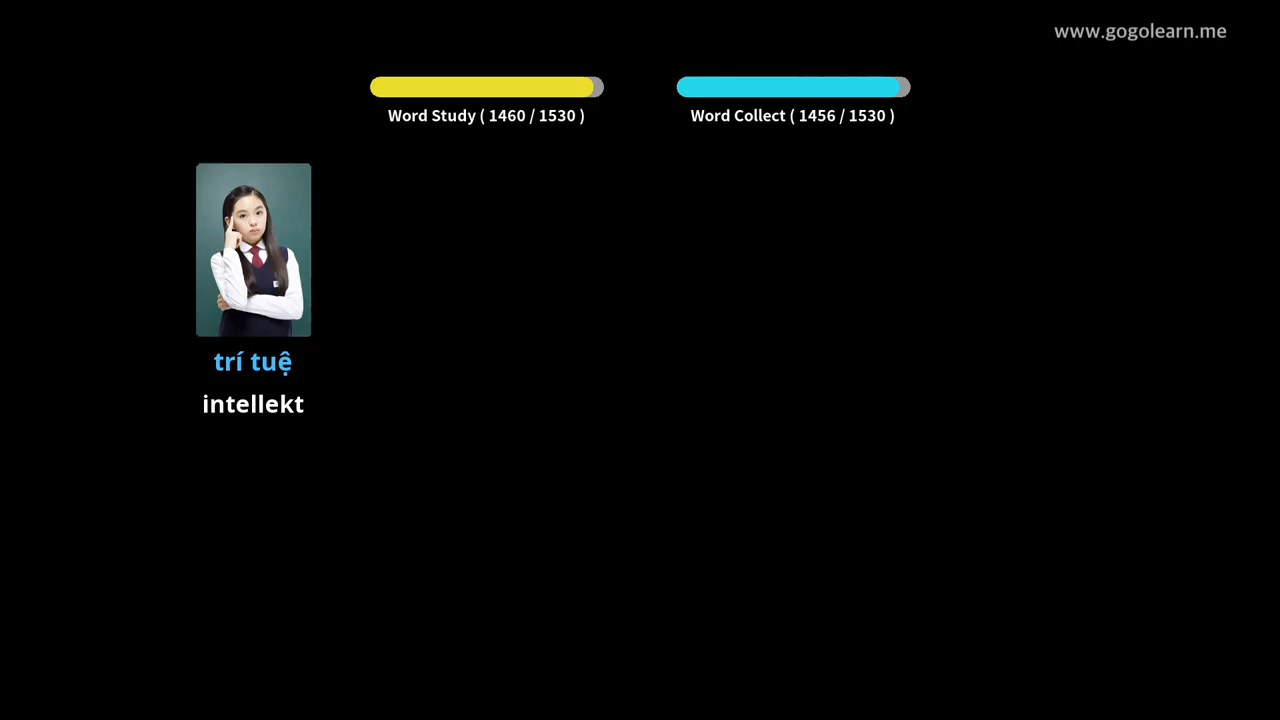 www.gogolearn.me
Word Study ( 1460 / 1530 )
Word Collect ( 1456 / 1530 )
trí tuệ
intellekt